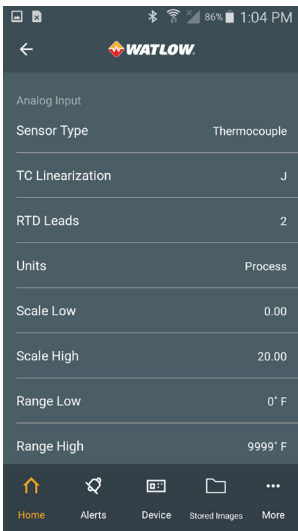 86% 1:04 PM
WATLOW.
Analog Input
Sensor Type Thermocouple
TC Linearization J
RTD Leads 2
Units Process
Scale Low 0.00
Scale High 20.00
Range Low 0° F
Range High 9999° F
Home Alerts Device Stored Images More